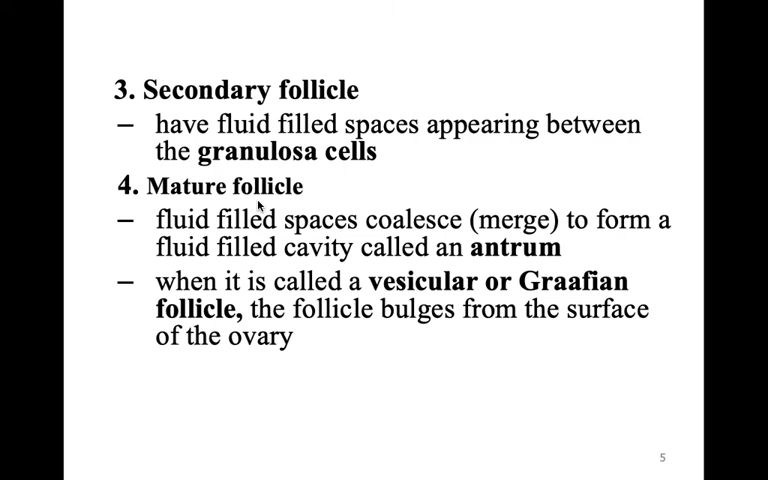 3. Secondary follicle
– have fluid filled spaces appearing between
the granulosa cells
4. Mature follicle
– fluid filled spaces coalesce (merge) to form a
fluid filled cavity called an antrum
– when it is called a vesicular or Graafian
follicle, the follicle bulges from the surface
of the ovary
5